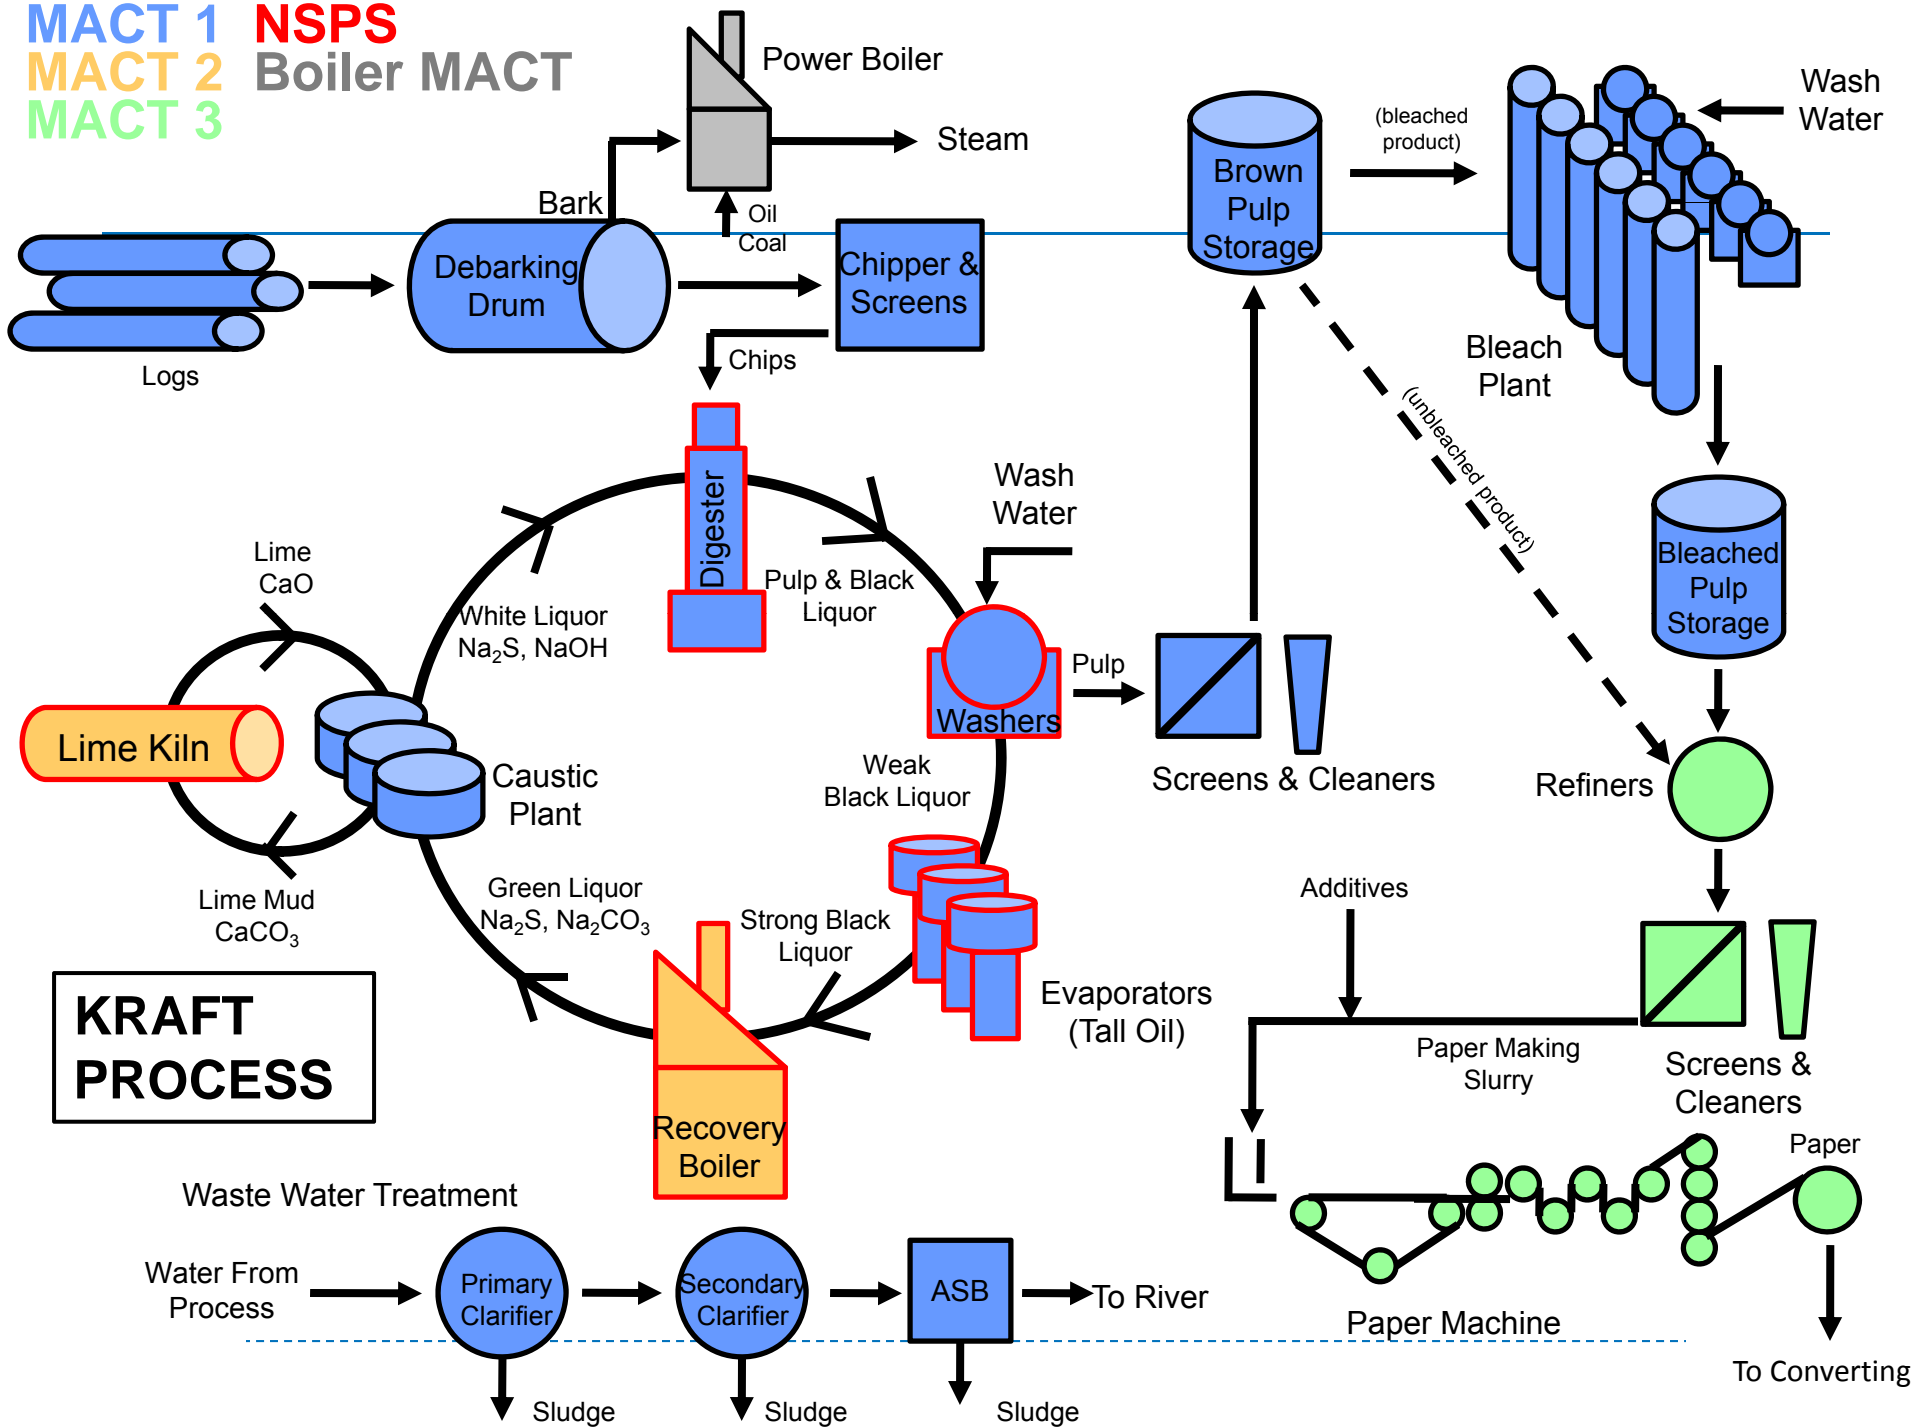 MACT 1 NSPS
MACT 2 Boiler MACT
MACT 3
Power Boiler
Steam
Bark
Oil
Coal
Logs
Debarking
Drum
Chipper &
Screens
Chips
Brown
Pulp
Storage
(bleached
product)
Wash
Water
Bleach
Plant
(unbleached product)
Bleached
Pulp
Storage
Digester
Wash
Water
Pulp & Black
Liquor
White Liquor
Na₂S, NaOH
Lime
CaO
Lime Kiln
Lime Mud
CaCO₃
Caustic
Plant
Washers
Pulp
Screens & Cleaners
Weak
Black Liquor
Evaporators
(Tall Oil)
Strong Black
Liquor
Green Liquor
Na₂S, Na₂CO₃
Recovery
Boiler
KRAFT
PROCESS
Refiners
Additives
Paper Making
Slurry
Screens &
Cleaners
Paper
Paper Machine
To Converting
Waste Water Treatment
Water From
Process
Primary
Clarifier
Secondary
Clarifier
ASB
To River
Sludge
Sludge
Sludge